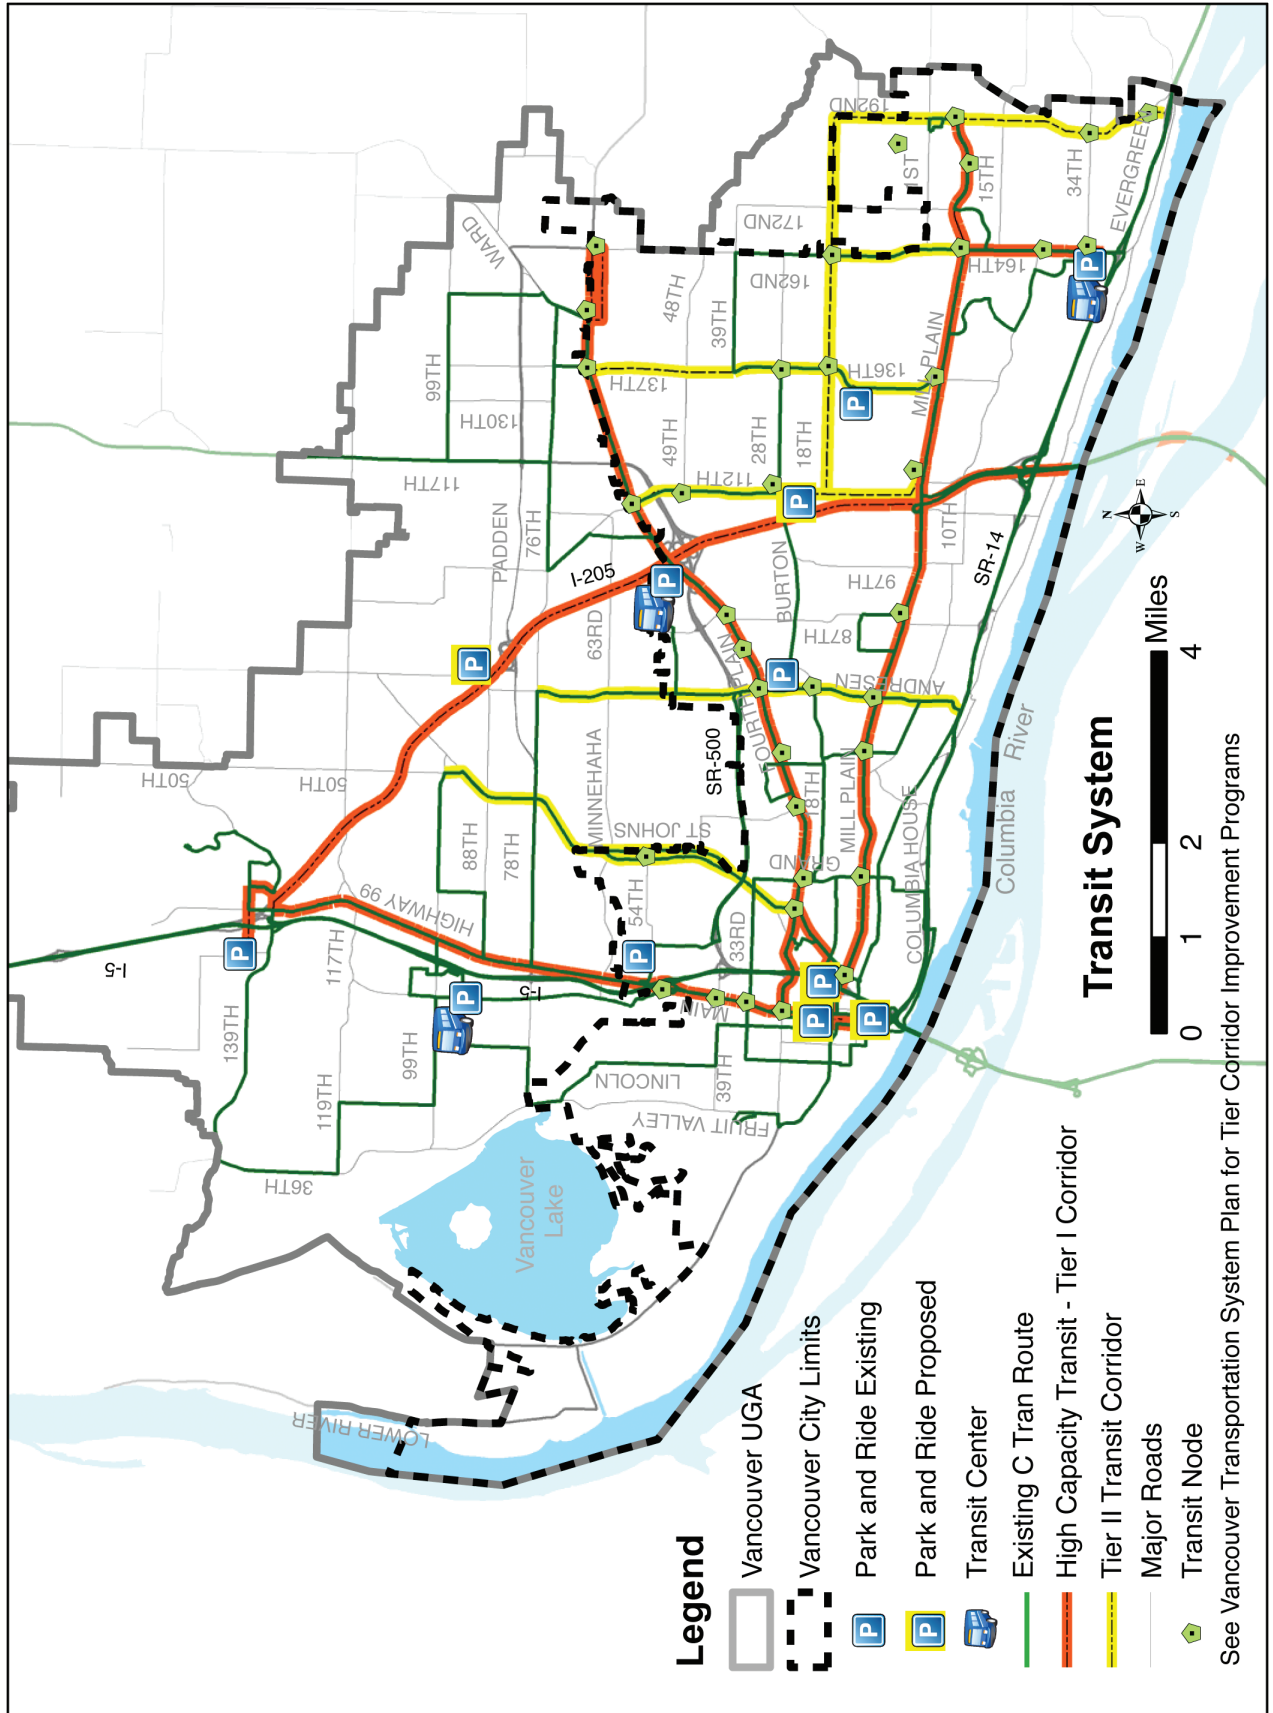 I-5
139TH
36TH
119TH
117TH
99TH
HIGHWAY 99
I-5
88TH
78TH
50TH
50TH
MINNEHAHA
54TH
ST JOHNS
MAIN
LINCOLN
39TH
FRUIT VALLEY
33RD
GRAND
SR-500
FOURTH PLAIN
18TH
MILL PLAIN
COLUMBIA HOUSE
ANDRESEN
87TH
97TH
BURTON
63RD
I-205
PADDEN
76TH
117TH
130TH
99TH
WARD
137TH
49TH
48TH
112TH
28TH
18TH
39TH
162ND
172ND
136TH
MILL PLAIN
10TH
SR-14
164TH
192ND
1ST
15TH
34TH
EVERGREEN
Vancouver
Lake
LOWER RIVER
Columbia River
N
E
S
W
P
P
P
P
P
P
P
P
P
P
P
P
Transit System
0
1
2
4
Miles
Legend
Vancouver UGA
Vancouver City Limits
P
Park and Ride Existing
P
Park and Ride Proposed
Transit Center
Existing C Tran Route
High Capacity Transit - Tier I Corridor
Tier II Transit Corridor
Major Roads
Transit Node
See Vancouver Transportation System Plan for Tier Corridor Improvement Programs